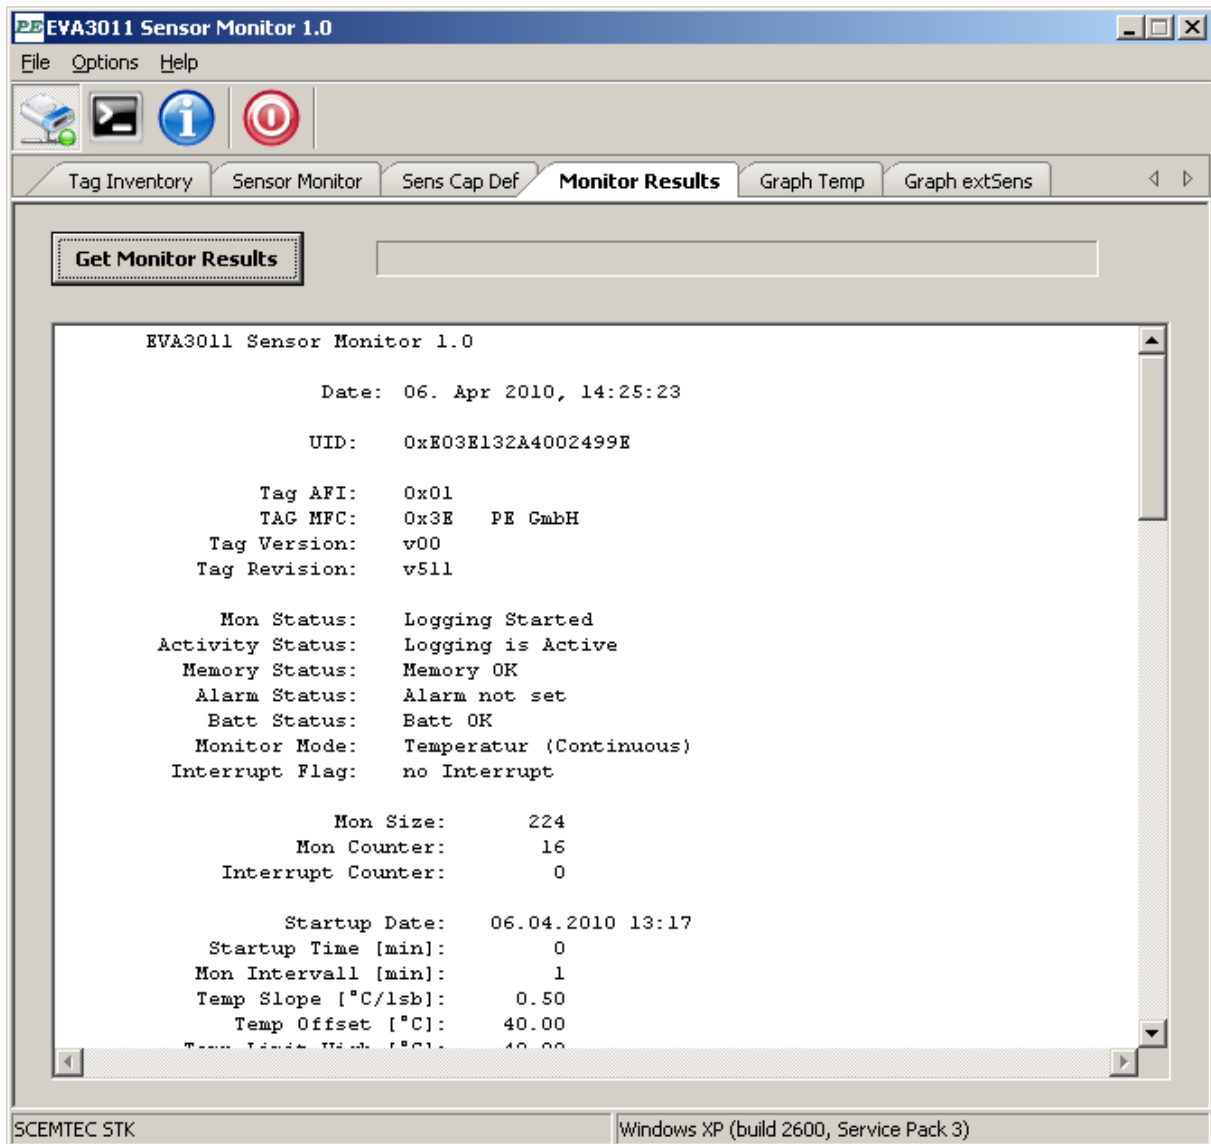 PE EVA3011 Sensor Monitor 1.0
File Options Help
Tag Inventory Sensor Monitor Sens Cap Def Monitor Results Graph Temp Graph extSens
Get Monitor Results
EVA3011 Sensor Monitor 1.0
Date: 06. Apr 2010, 14:25:23
UID: 0xE03E132A4002499E
Tag AFI: 0x01
TAG MFC: 0x3E PE GmbH
Tag Version: v00
Tag Revision: v511
Mon Status: Logging Started
Activity Status: Logging is Active
Memory Status: Memory OK
Alarm Status: Alarm not set
Batt Status: Batt OK
Monitor Mode: Temperatur (Continuous)
Interrupt Flag: no Interrupt
Mon Size: 224
Mon Counter: 16
Interrupt Counter: 0
Startup Date: 06.04.2010 13:17
Startup Time [min]: 0
Mon Intervall [min]: 1
Temp Slope [°C/lsb]: 0.50
Temp Offset [°C]: 40.00
Temp Limit High [°C]: 40.00
SCEMTEC STK Windows XP (build 2600, Service Pack 3)